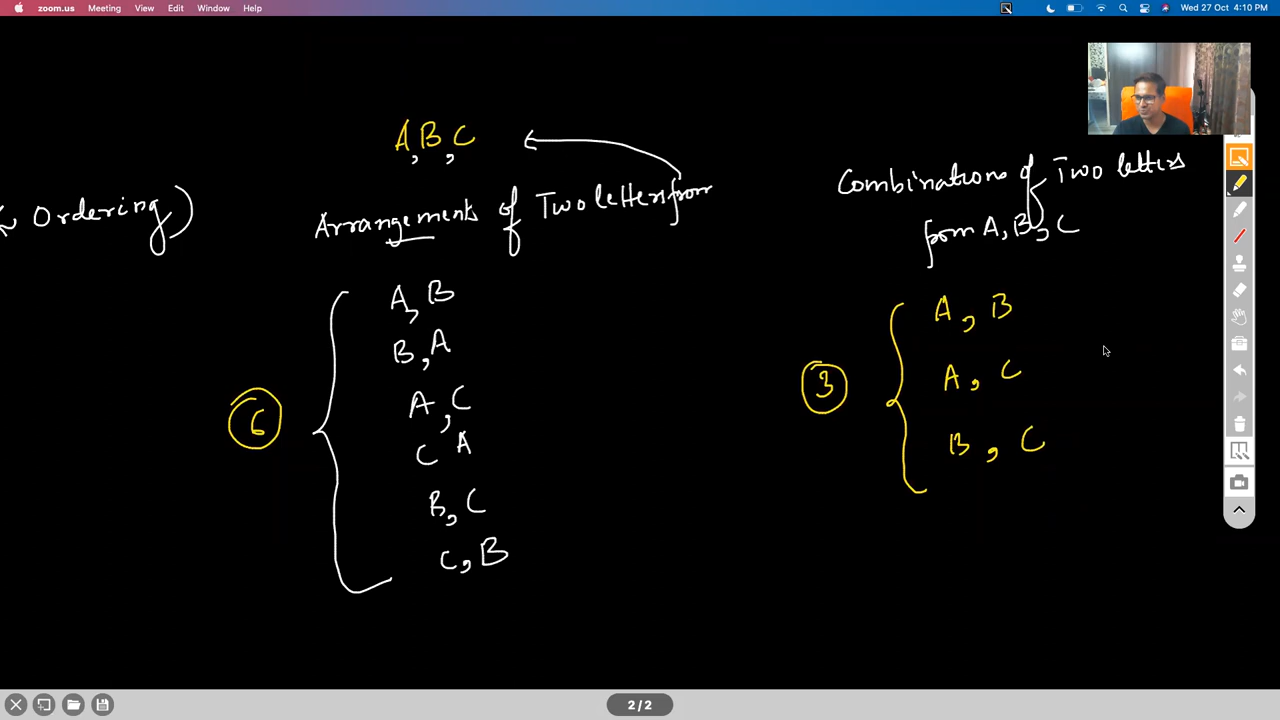 zoom.us Meeting View Edit Window Help Wed 27 Oct 4:10 PM
A, B, C
Ordering)
Arrangements of Two letters from
A, B
B, A
A, C
C A
B, C
C, B
6
Combinations of Two letters
from A, B, C
A, B
A, C
B, C
3
2/2